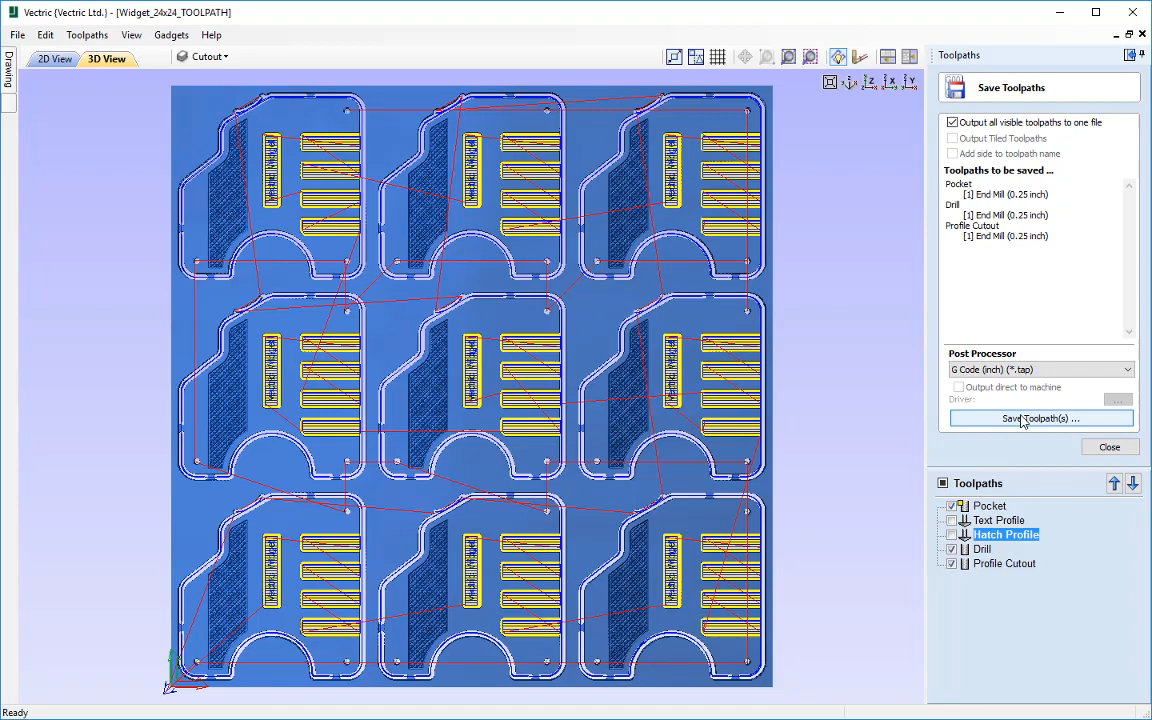 Vectric (Vectric Ltd.) - [Widget_24x24_TOOLPATH]
File Edit Toolpaths View Gadgets Help
Drawing
2D View 3D View Cutout
Z X Y
Toolpaths
Save Toolpaths
Output all visible toolpaths to one file
Output Tiled Toolpaths
Add side to toolpath name
Toolpaths to be saved ...
Pocket
[1] End Mill (0.25 inch)
Drill
[1] End Mill (0.25 inch)
Profile Cutout
[1] End Mill (0.25 inch)
Post Processor
G Code (inch) (*.tap)
Output direct to machine
Driver: ...
Save Toolpath(s) ...
Close
Toolpaths
Pocket
Text Profile
Hatch Profile
Drill
Profile Cutout
Ready